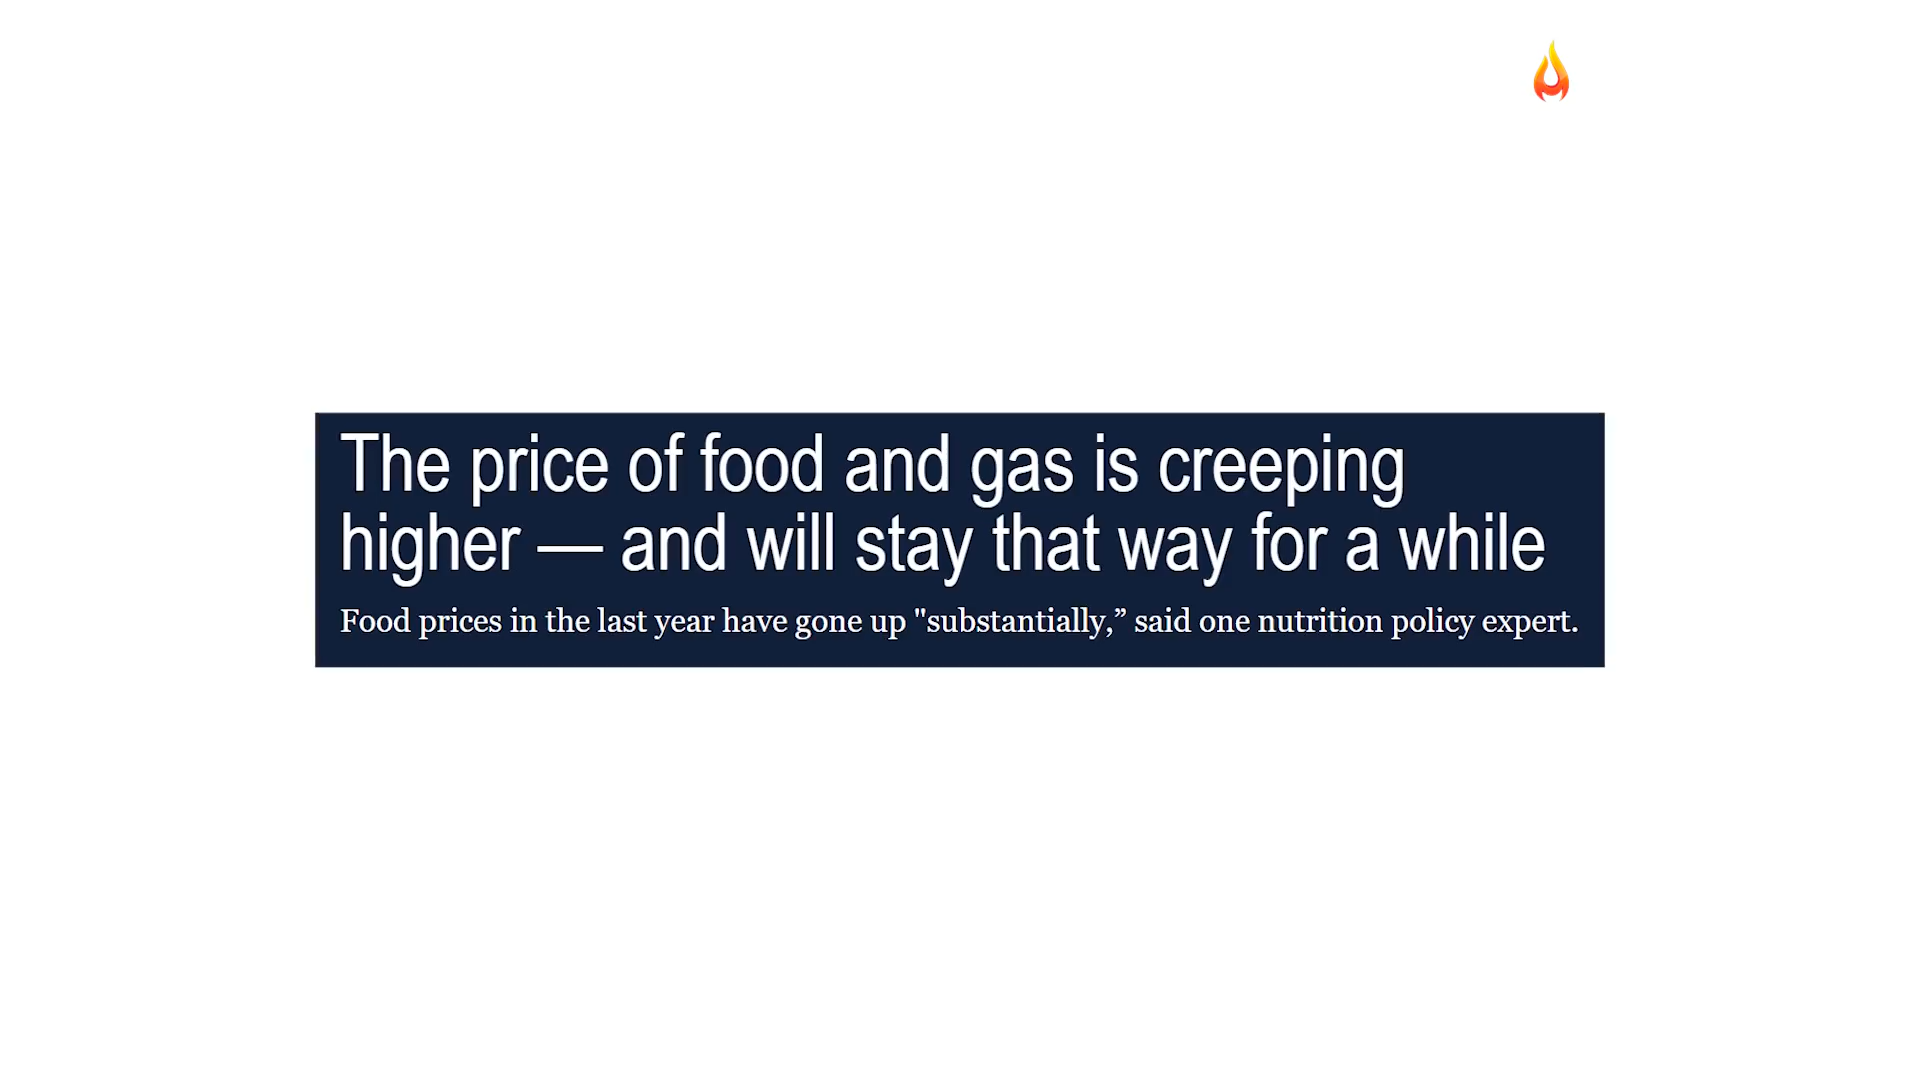 The price of food and gas is creeping
higher — and will stay that way for a while
Food prices in the last year have gone up "substantially,” said one nutrition policy expert.